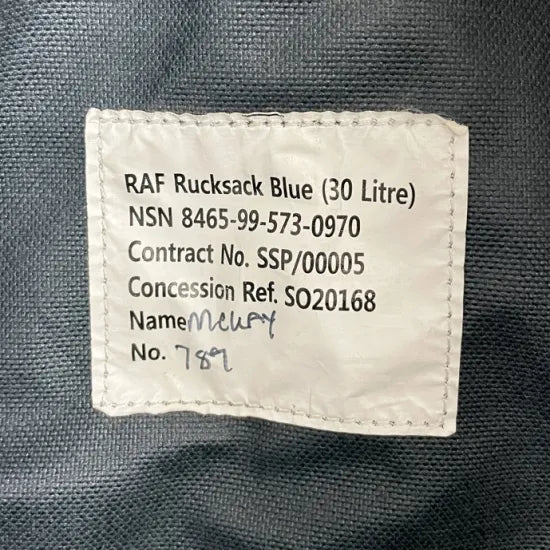 RAF Rucksack Blue (30 Litre)
NSN 8465-99-573-0970
Contract No. SSP/00005
Concession Ref. SO20168
Name
No. 789